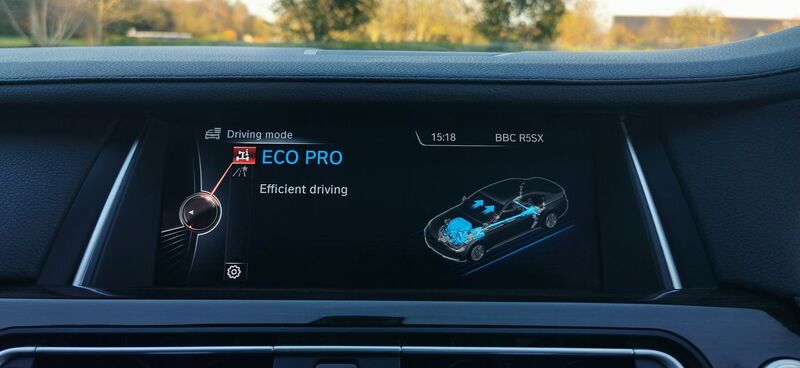 Driving mode
15:18
BBC R5SX
ECO PRO
Efficient driving